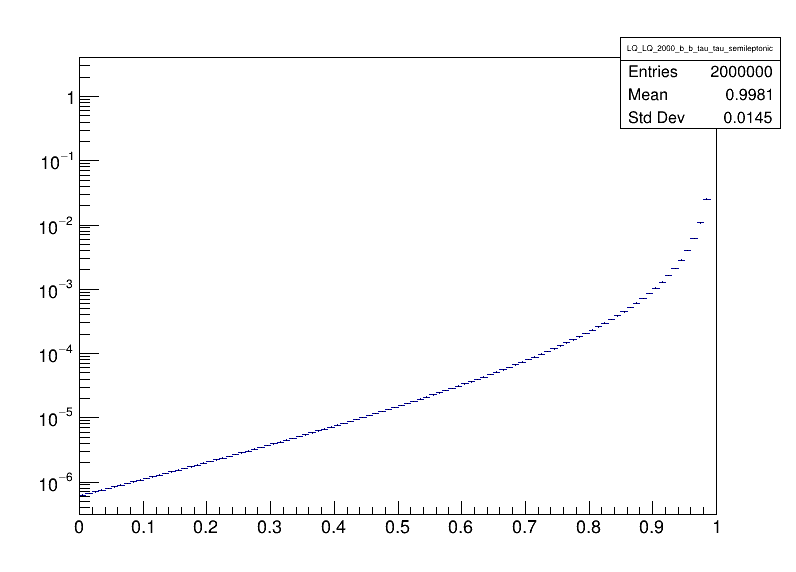 LQ_LQ_2000_b_b_tau_tau_semileptonic
Entries 2000000
Mean 0.9981
Std Dev 0.0145
1
10⁻¹
10⁻²
10⁻³
10⁻⁴
10⁻⁵
10⁻⁶
0 0.1 0.2 0.3 0.4 0.5 0.6 0.7 0.8 0.9 1